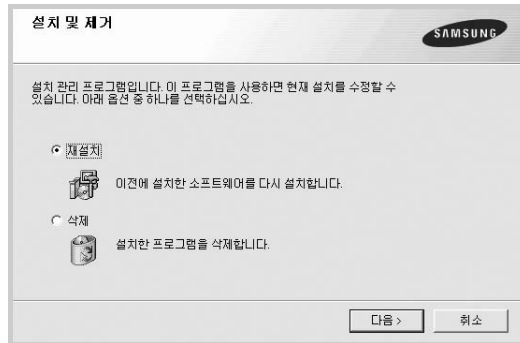 설치 및 제거
SAMSUNG
설치 관리 프로그램입니다. 이 프로그램을 사용하면 현재 설치를 수정할 수
있습니다. 아래 옵션 중 하나를 선택하십시오.
재설치
이전에 설치한 소프트웨어를 다시 설치합니다.
삭제
설치한 프로그램을 삭제합니다.
다음 >
취소